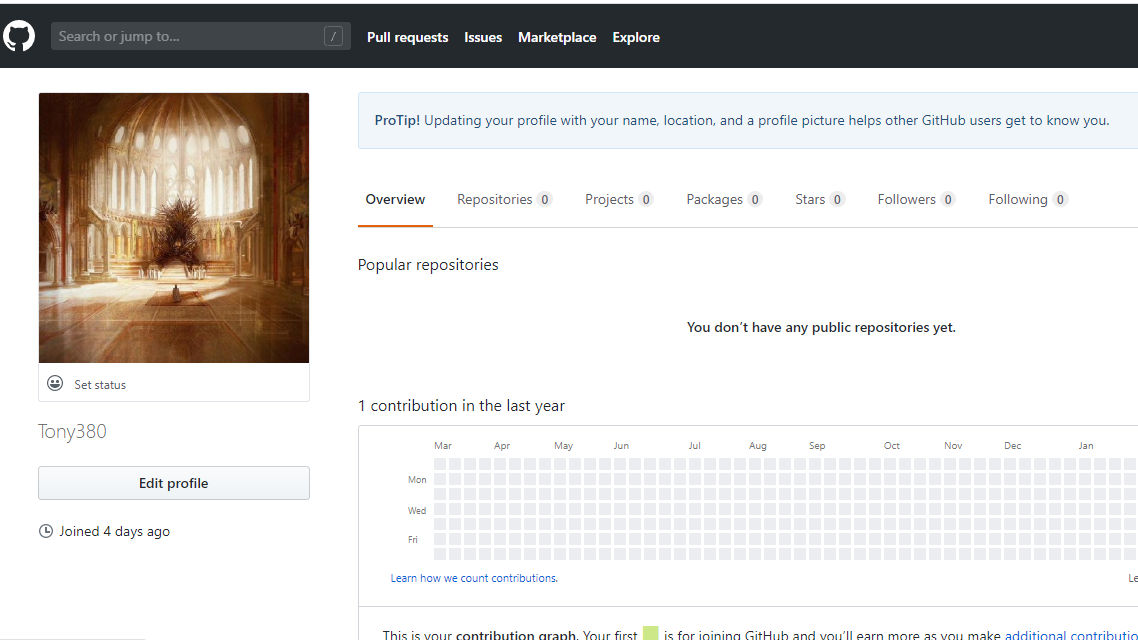 Search or jump to... /
Pull requests Issues Marketplace Explore
ProTip! Updating your profile with your name, location, and a profile picture helps other GitHub users get to know you.
Overview Repositories 0 Projects 0 Packages 0 Stars 0 Followers 0 Following 0
Popular repositories
You don’t have any public repositories yet.
Set status
Tony380
Edit profile
Joined 4 days ago
1 contribution in the last year
Mar Apr May Jun Jul Aug Sep Oct Nov Dec Jan
Mon
Wed
Fri
Learn how we count contributions. Le
This is your contribution graph. Your first is for joining GitHub and you’ll earn more as you make additional contributio